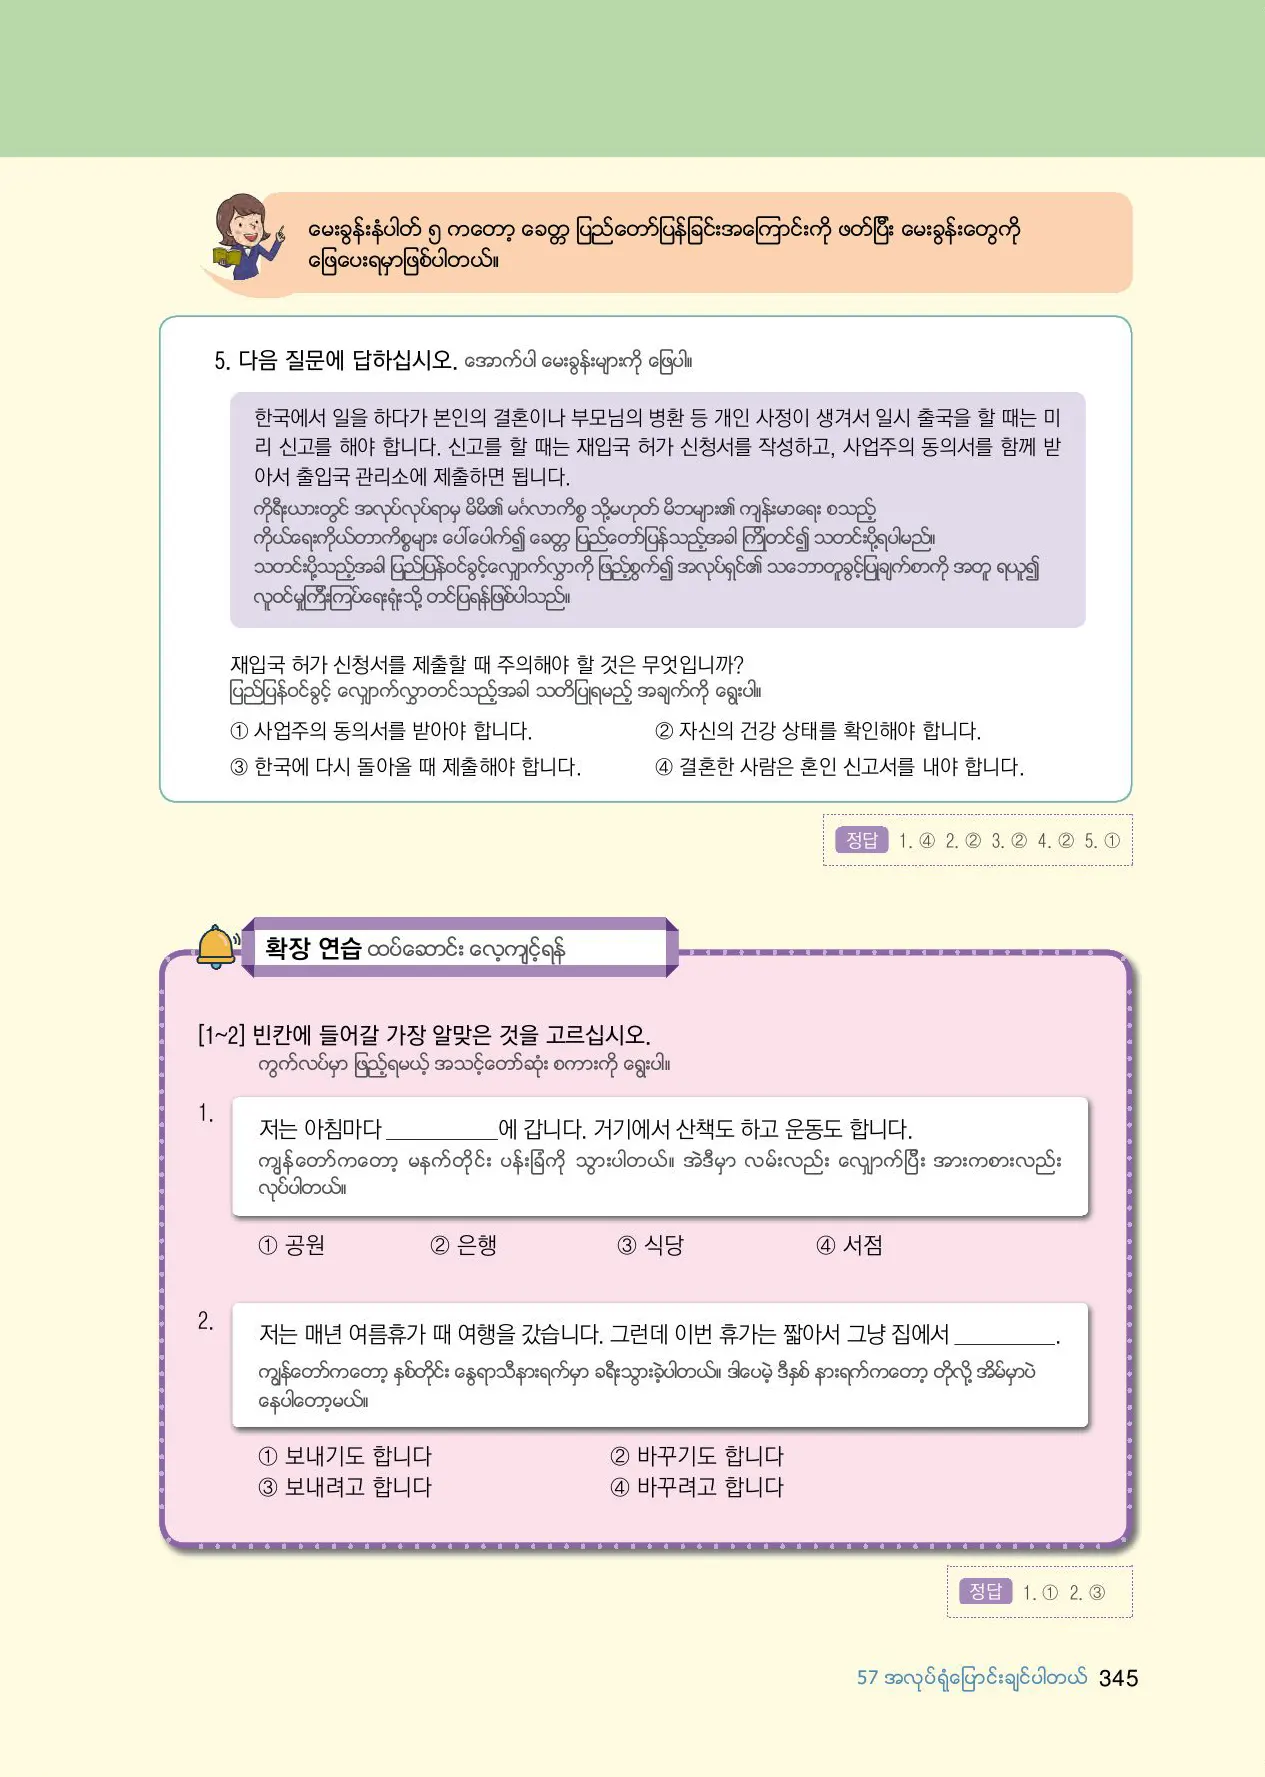 မေးခွန်းနံပါတ် ၅ ကတော့ ခေတ္တ ပြည်တော်ပြန်ခြင်းအကြောင်းကို ဖတ်ပြီး မေးခွန်းတွေကို
ဖြေပေးရမှာဖြစ်ပါတယ်။
5. 다음 질문에 답하십시오. အောက်ပါ မေးခွန်းများကို ဖြေပါ။
한국에서 일을 하다가 본인의 결혼이나 부모님의 병환 등 개인 사정이 생겨서 일시 출국을 할 때는 미
리 신고를 해야 합니다. 신고를 할 때는 재입국 허가 신청서를 작성하고, 사업주의 동의서를 함께 받
아서 출입국 관리소에 제출하면 됩니다.
ကိုရီးယားတွင် အလုပ်လုပ်ရာမှ မိမိ၏ မင်္ဂလာကိစ္စ သို့မဟုတ် မိဘများ၏ ကျန်းမာရေး စသည့်
ကိုယ်ရေးကိုယ်တာကိစ္စများ ပေါ်ပေါက်၍ ခေတ္တ ပြည်တော်ပြန်သည့်အခါ ကြိုတင်၍ သတင်းပို့ရပါမည်။
သတင်းပို့သည့်အခါ ပြည်ပြန်ဝင်ခွင့်လျှောက်လွှာကို ဖြည့်စွက်၍ အလုပ်ရှင်၏ သဘောတူခွင့်ပြုချက်စာကို အတူ ရယူ၍
လူဝင်မှုကြီးကြပ်ရေးရုံးသို့ တင်ပြရန်ဖြစ်ပါသည်။
재입국 허가 신청서를 제출할 때 주의해야 할 것은 무엇입니까?
ပြည်ပြန်ဝင်ခွင့် လျှောက်လွှာတင်သည့်အခါ သတိပြုရမည့် အချက်ကို ရွေးပါ။
① 사업주의 동의서를 받아야 합니다. ② 자신의 건강 상태를 확인해야 합니다.
③ 한국에 다시 돌아올 때 제출해야 합니다. ④ 결혼한 사람은 혼인 신고서를 내야 합니다.
정답 1. ④ 2. ② 3. ② 4. ② 5. ①
확장 연습 ထပ်ဆောင်း လေ့ကျင့်ရန်
[1~2] 빈칸에 들어갈 가장 알맞은 것을 고르십시오.
ကွက်လပ်မှာ ဖြည့်ရမယ့် အသင့်တော်ဆုံး စကားကို ရွေးပါ။
1. 저는 아침마다 __________에 갑니다. 거기에서 산책도 하고 운동도 합니다.
ကျွန်တော်ကတော့ မနက်တိုင်း ပန်းခြံကို သွားပါတယ်။ အဲဒီမှာ လမ်းလည်း လျှောက်ပြီး အားကစားလည်း
လုပ်ပါတယ်။
① 공원 ② 은행 ③ 식당 ④ 서점
2. 저는 매년 여름휴가 때 여행을 갔습니다. 그런데 이번 휴가는 짧아서 그냥 집에서 _________.
ကျွန်တော်ကတော့ နှစ်တိုင်း နွေရာသီနားရက်မှာ ခရီးသွားခဲ့ပါတယ်။ ဒါပေမဲ့ ဒီနှစ် နားရက်ကတော့ တိုလို့ အိမ်မှာပဲ
နေပါတော့မယ်။
① 보내기도 합니다 ② 바꾸기도 합니다
③ 보내려고 합니다 ④ 바꾸려고 합니다
정답 1. ① 2. ③
57 အလုပ်ရုံပြောင်းချင်ပါတယ် 345